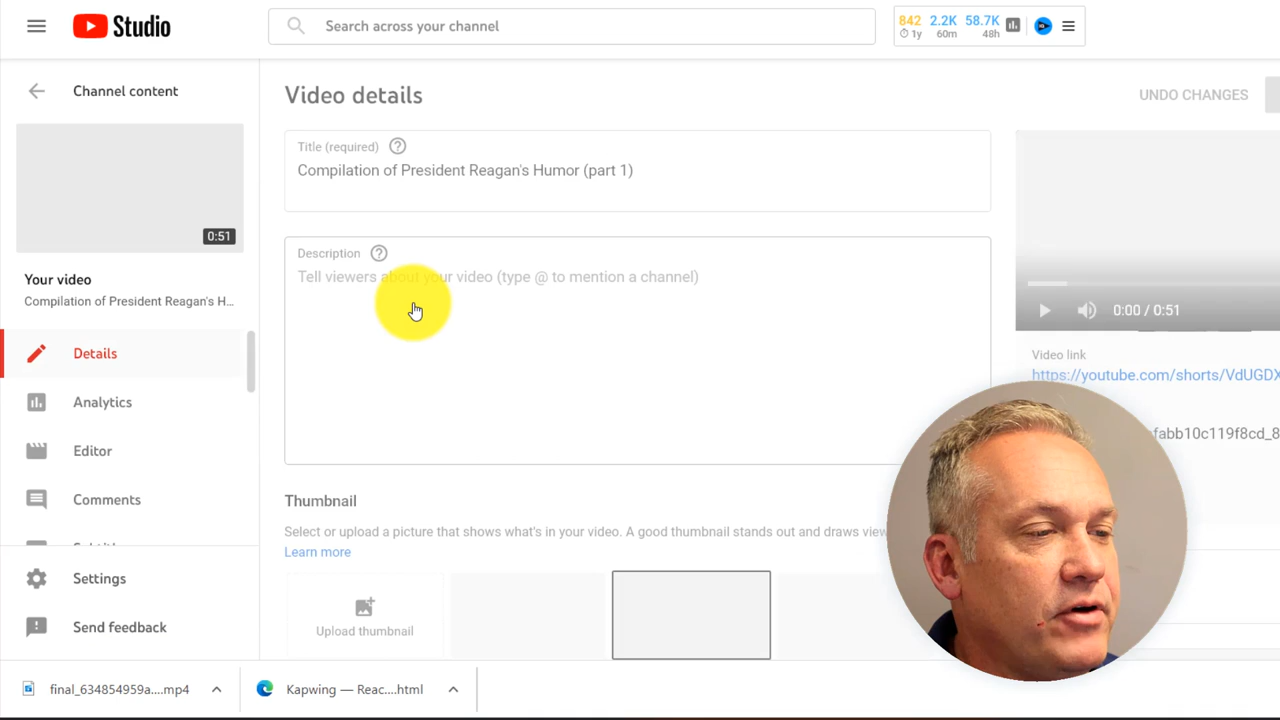 Studio
Search across your channel
842 2.2K 58.7K
1y 60m 48h
Channel content
Video details
UNDO CHANGES
0:51
Title (required)
Compilation of President Reagan's Humor (part 1)
Description
Tell viewers about your video (type @ to mention a channel)
Your video
Compilation of President Reagan's H...
0:00 / 0:51
Video link
https://youtube.com/shorts/VdUGDX
Details
Analytics
fabb10c119f8cd_8
Editor
Comments
Thumbnail
Select or upload a picture that shows what's in your video. A good thumbnail stands out and draws
Learn more
Settings
Send feedback
Upload thumbnail
final_634854959a....mp4
Kapwing — Reac....html